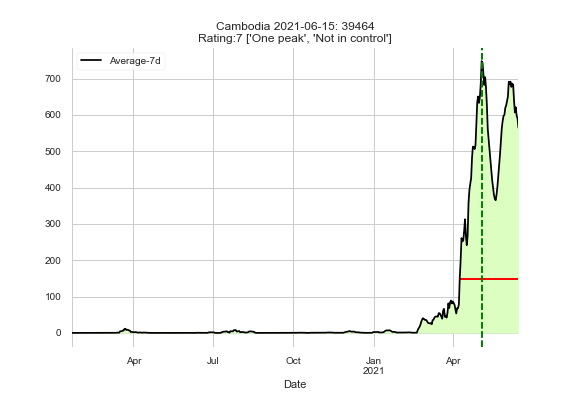 Cambodia 2021-06-15: 39464
Rating:7 ['One peak', 'Not in control']
Average-7d
700
600
500
400
300
200
100
0
Apr
Jul
Oct
Jan
2021
Apr
Date